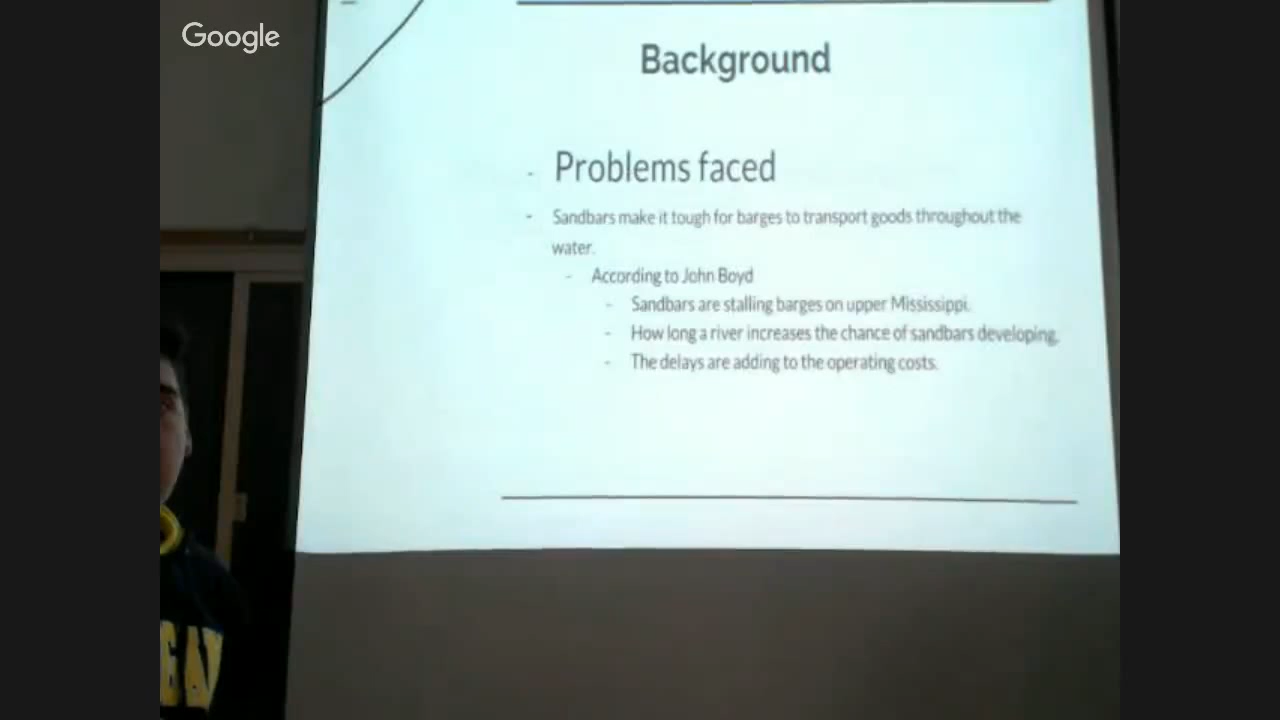 Google
Background
- Problems faced
- Sandbars make it tough for barges to transport goods throughout the
water.
- According to John Boyd
- Sandbars are stalling barges on upper Mississippi.
- How long a river increases the chance of sandbars developing.
- The delays are adding to the operating costs.